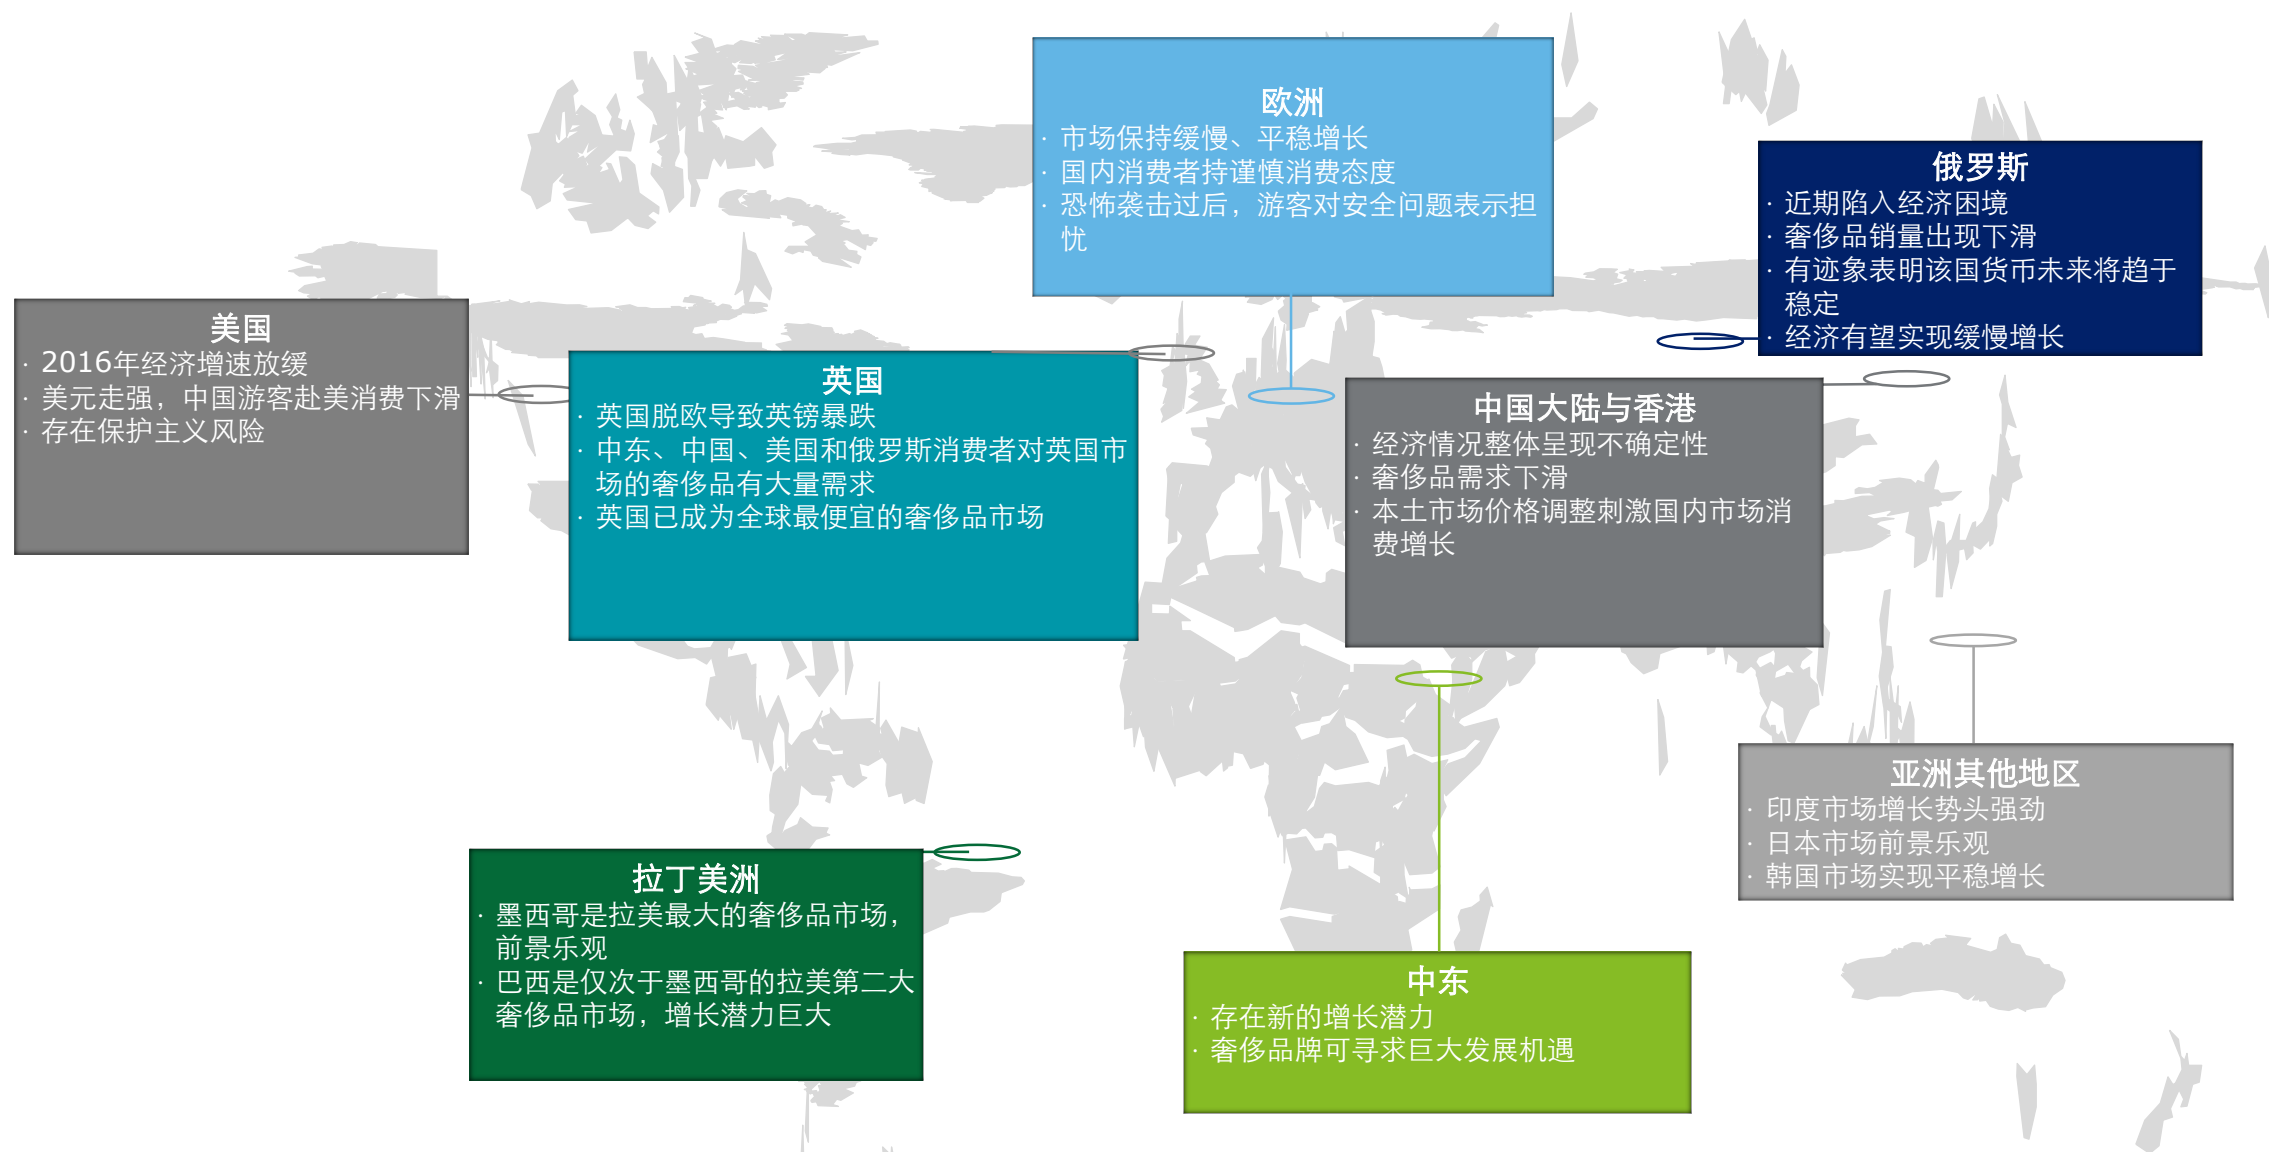 欧洲
· 市场保持缓慢、平稳增长
· 国内消费者持谨慎消费态度
· 恐怖袭击过后，游客对安全问题表示担
忧
俄罗斯
· 近期陷入经济困境
· 奢侈品销量出现下滑
· 有迹象表明该国货币未来将趋于
稳定
· 经济有望实现缓慢增长
美国
· 2016年经济增速放缓
· 美元走强，中国游客赴美消费下滑
· 存在保护主义风险
英国
· 英国脱欧导致英镑暴跌
· 中东、中国、美国和俄罗斯消费者对英国市
场的奢侈品有大量需求
· 英国已成为全球最便宜的奢侈品市场
中国大陆与香港
· 经济情况整体呈现不确定性
· 奢侈品需求下滑
· 本土市场价格调整刺激国内市场消
费增长
亚洲其他地区
· 印度市场增长势头强劲
· 日本市场前景乐观
· 韩国市场实现平稳增长
拉丁美洲
· 墨西哥是拉美最大的奢侈品市场，
前景乐观
· 巴西是仅次于墨西哥的拉美第二大
奢侈品市场，增长潜力巨大
中东
· 存在新的增长潜力
· 奢侈品牌可寻求巨大发展机遇